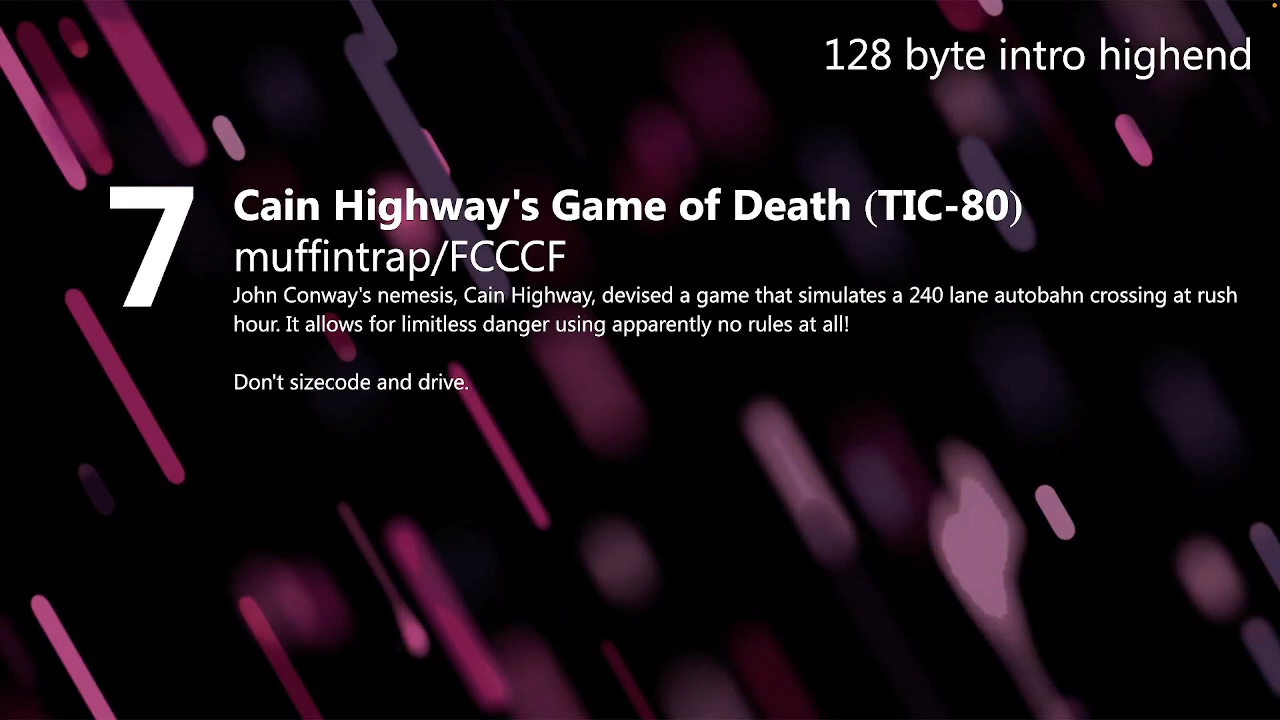 128 byte intro highend
7
Cain Highway's Game of Death (TIC-80)
muffintrap/FCCCF
John Conway's nemesis, Cain Highway, devised a game that simulates a 240 lane autobahn crossing at rush
hour. It allows for limitless danger using apparently no rules at all!
Don't sizecode and drive.